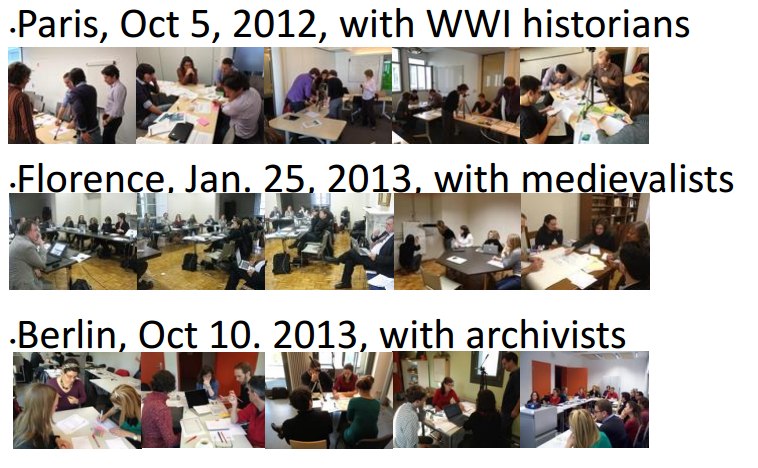 .Paris, Oct 5, 2012, with WWI historians
.Florence, Jan. 25, 2013, with medievalists
.Berlin, Oct 10. 2013, with archivists